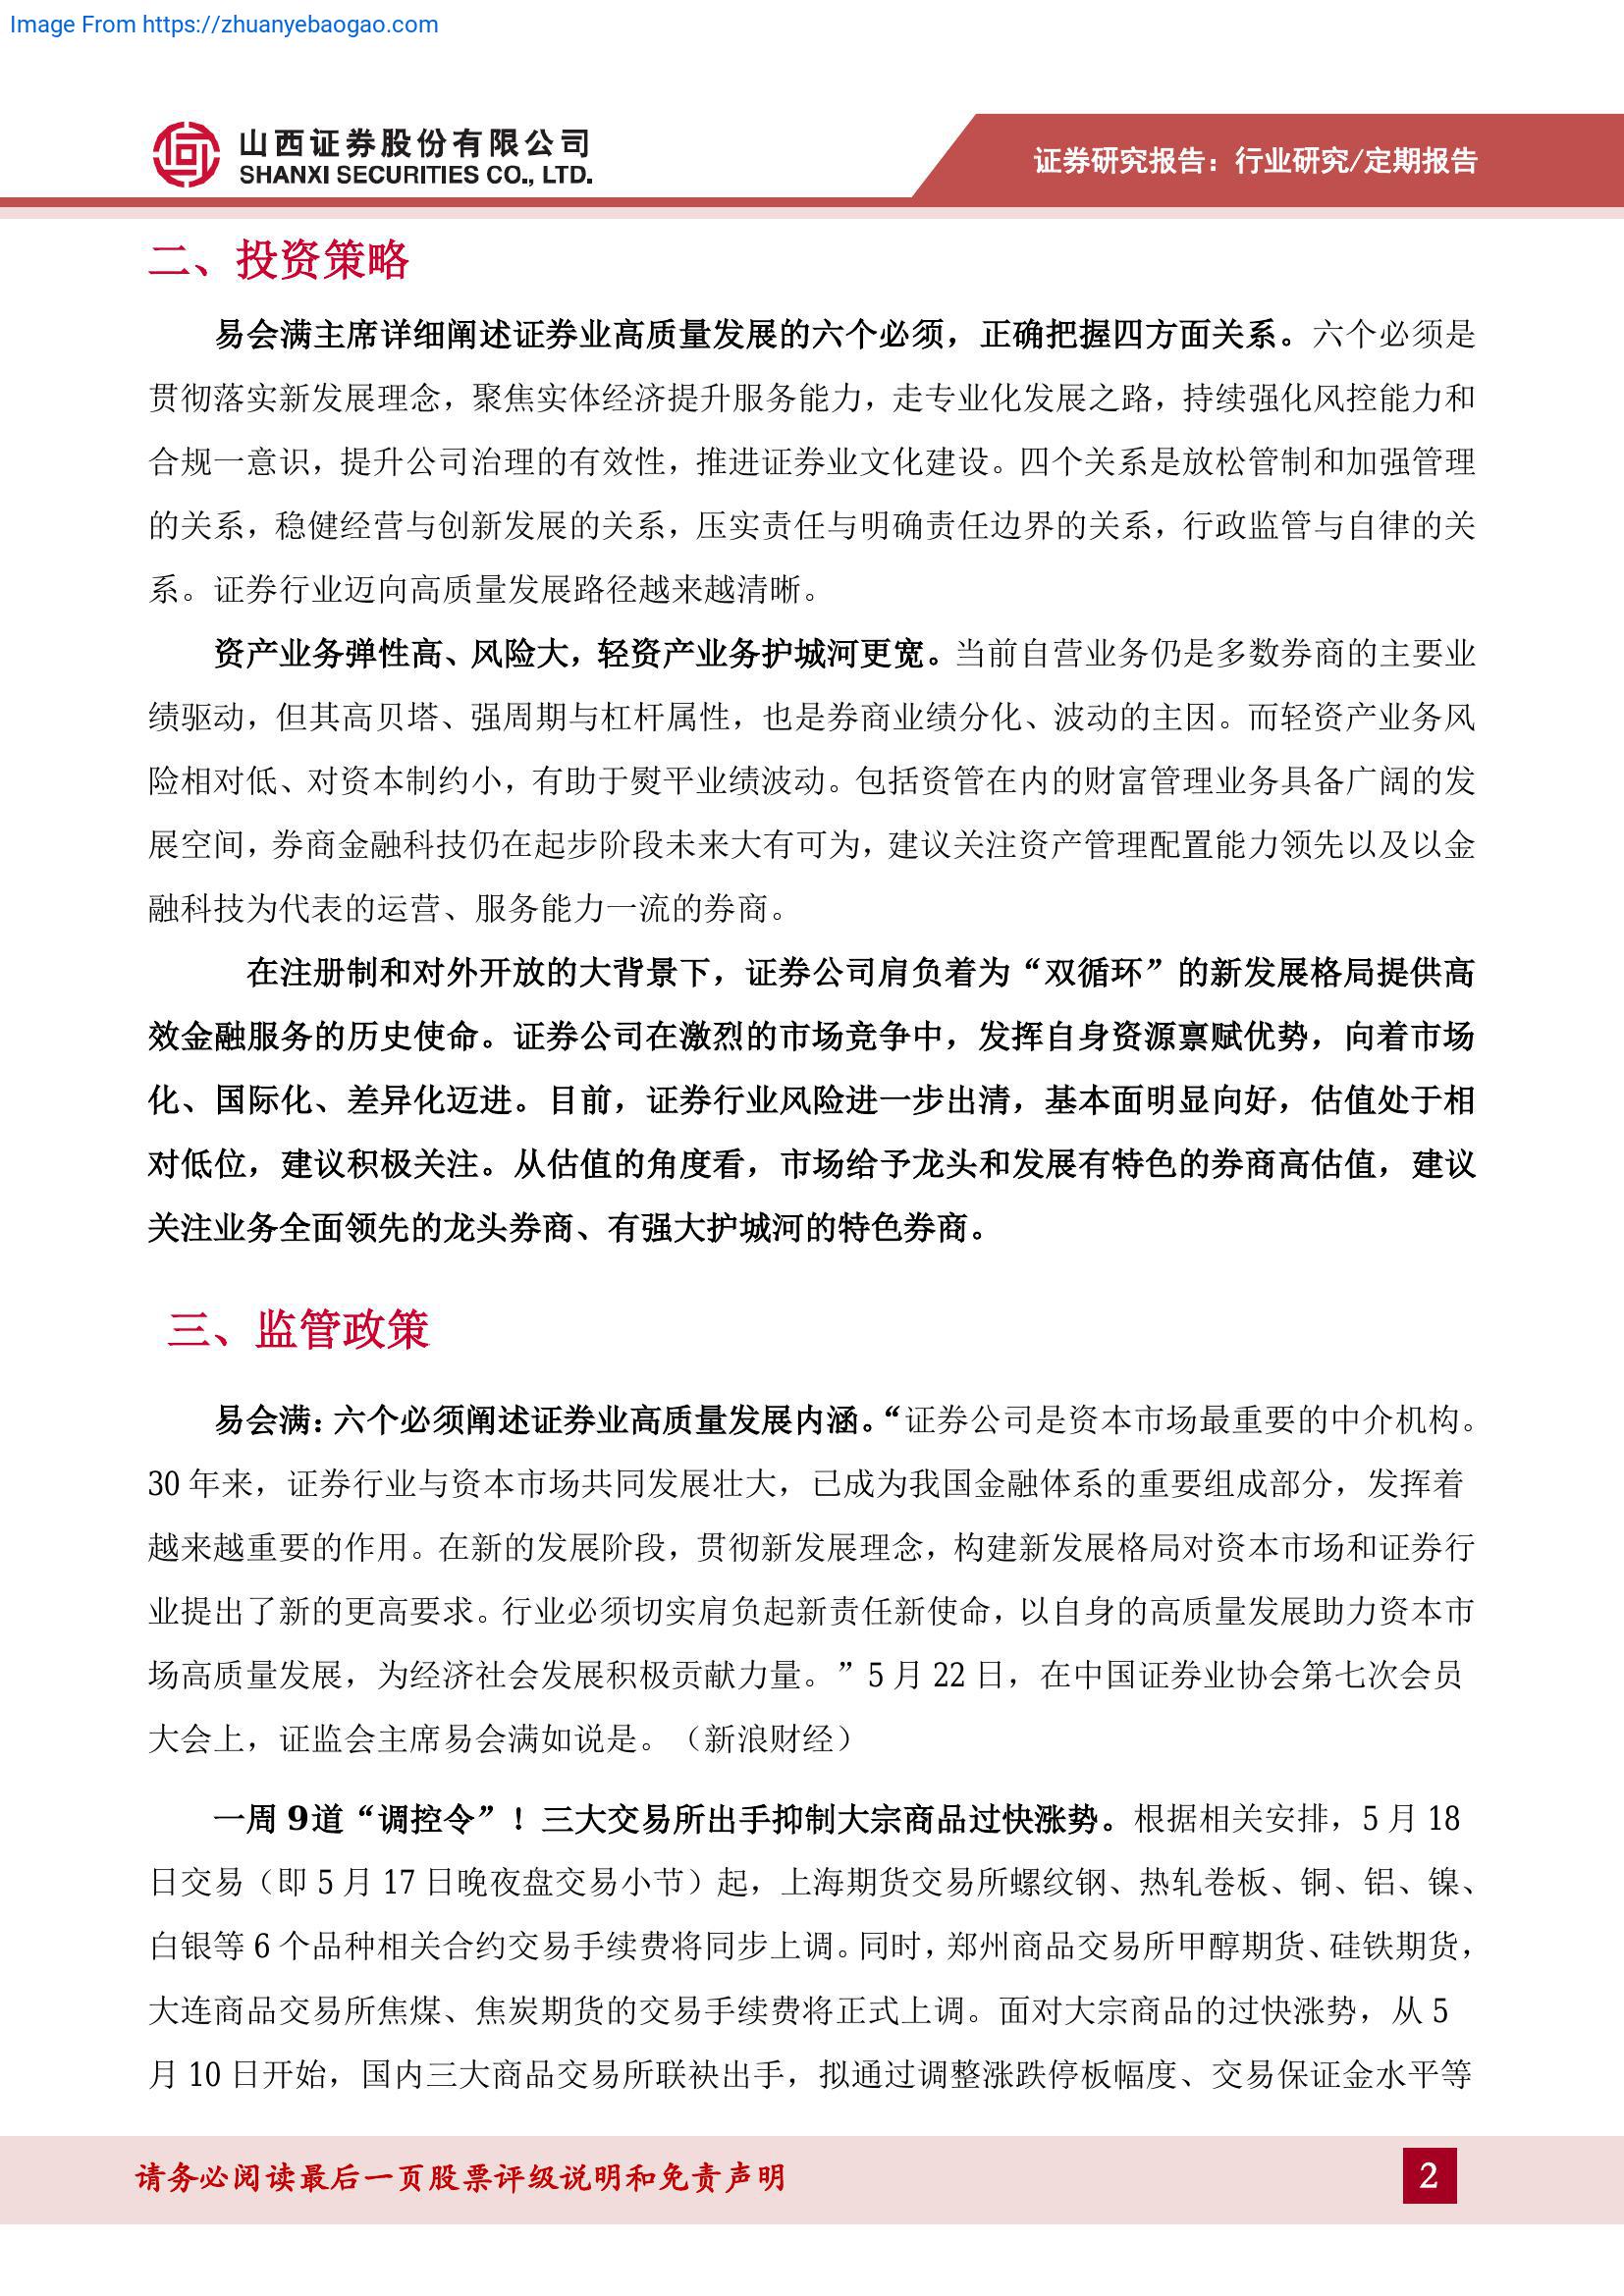 Image From https://zhuanyebaogao.com
山西证券股份有限公司
SHANXI SECURITIES CO., LTD.
证券研究报告：行业研究/定期报告
二、投资策略
易会满主席详细阐述证券业高质量发展的六个必须，正确把握四方面关系。六个必须是
贯彻落实新发展理念，聚焦实体经济提升服务能力，走专业化发展之路，持续强化风控能力和
合规一意识，提升公司治理的有效性，推进证券业文化建设。四个关系是放松管制和加强管理
的关系，稳健经营与创新发展的关系，压实责任与明确责任边界的关系，行政监管与自律的关
系。证券行业迈向高质量发展路径越来越清晰。
资产业务弹性高、风险大，轻资产业务护城河更宽。当前自营业务仍是多数券商的主要业
绩驱动，但其高贝塔、强周期与杠杆属性，也是券商业绩分化、波动的主因。而轻资产业务风
险相对低、对资本制约小，有助于熨平业绩波动。包括资管在内的财富管理业务具备广阔的发
展空间，券商金融科技仍在起步阶段未来大有可为，建议关注资产管理配置能力领先以及以金
融科技为代表的运营、服务能力一流的券商。
在注册制和对外开放的大背景下，证券公司肩负着为“双循环”的新发展格局提供高
效金融服务的历史使命。证券公司在激烈的市场竞争中，发挥自身资源禀赋优势，向着市场
化、国际化、差异化迈进。目前，证券行业风险进一步出清，基本面明显向好，估值处于相
对低位，建议积极关注。从估值的角度看，市场给予龙头和发展有特色的券商高估值，建议
关注业务全面领先的龙头券商、有强大护城河的特色券商。
三、监管政策
易会满：六个必须阐述证券业高质量发展内涵。“证券公司是资本市场最重要的中介机构。
30 年来，证券行业与资本市场共同发展壮大，已成为我国金融体系的重要组成部分，发挥着
越来越重要的作用。在新的发展阶段，贯彻新发展理念，构建新发展格局对资本市场和证券行
业提出了新的更高要求。行业必须切实肩负起新责任新使命，以自身的高质量发展助力资本市
场高质量发展，为经济社会发展积极贡献力量。”5 月 22 日，在中国证券业协会第七次会员
大会上，证监会主席易会满如说是。（新浪财经）
一周 9道“调控令”！三大交易所出手抑制大宗商品过快涨势。根据相关安排，5 月 18
日交易（即 5 月 17 日晚夜盘交易小节）起，上海期货交易所螺纹钢、热轧卷板、铜、铝、镍、
白银等 6 个品种相关合约交易手续费将同步上调。同时，郑州商品交易所甲醇期货、硅铁期货，
大连商品交易所焦煤、焦炭期货的交易手续费将正式上调。面对大宗商品的过快涨势，从 5
月 10 日开始，国内三大商品交易所联袂出手，拟通过调整涨跌停板幅度、交易保证金水平等
请务必阅读最后一页股票评级说明和免责声明
2